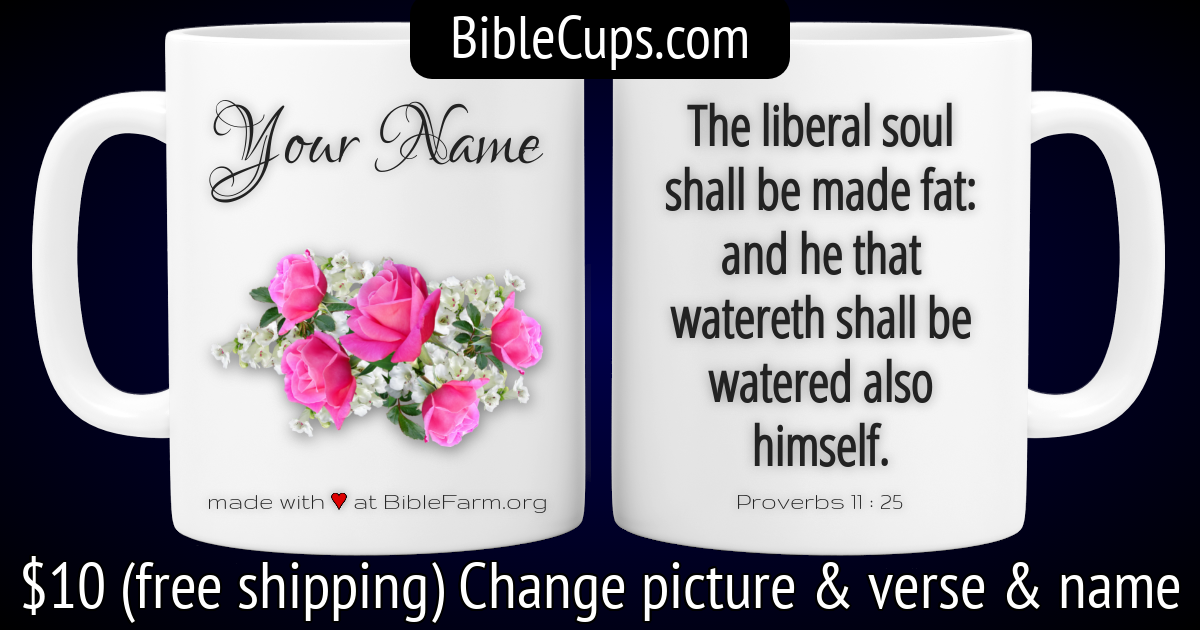 BibleCups.com
Your Name
made with ♥ at BibleFarm.org
The liberal soul
shall be made fat:
and he that
watereth shall be
watered also
himself.
Proverbs 11 : 25
$10 (free shipping) Change picture & verse & name